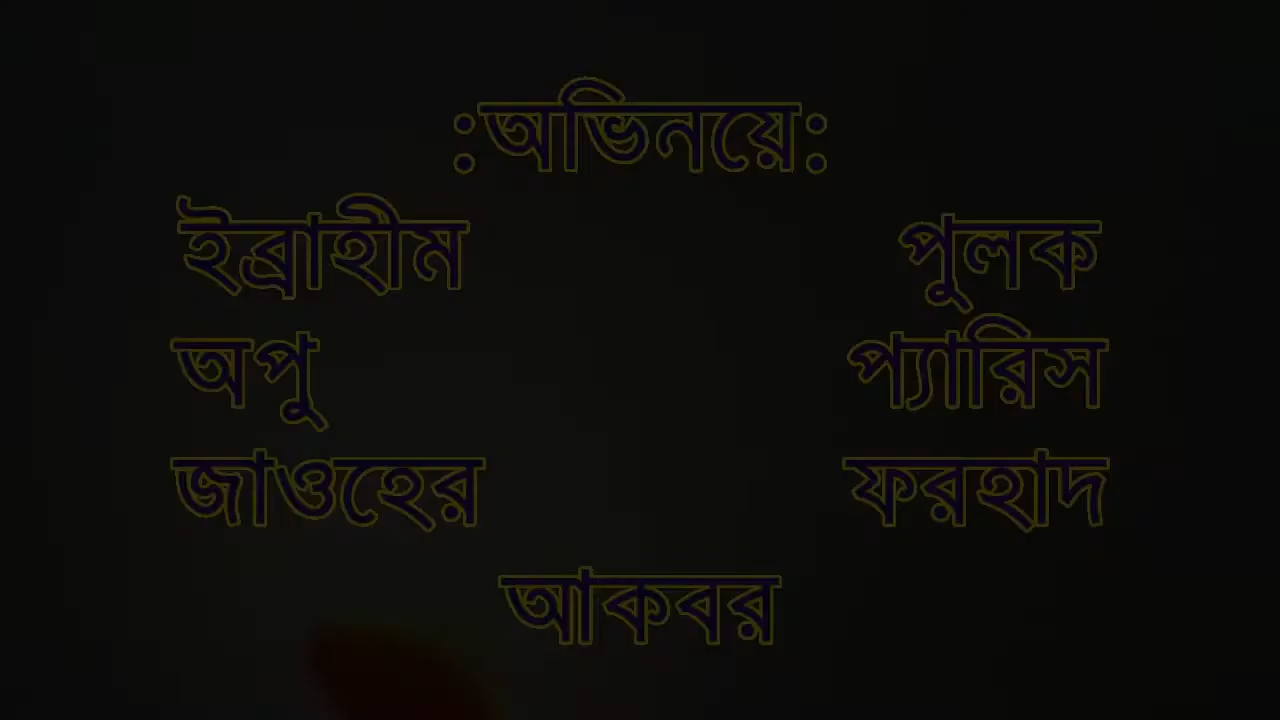 :অভিনয়ে:
ইব্রাহীম পুলক
অপু প্যারিস
জাওহের ফরহাদ
আকবর